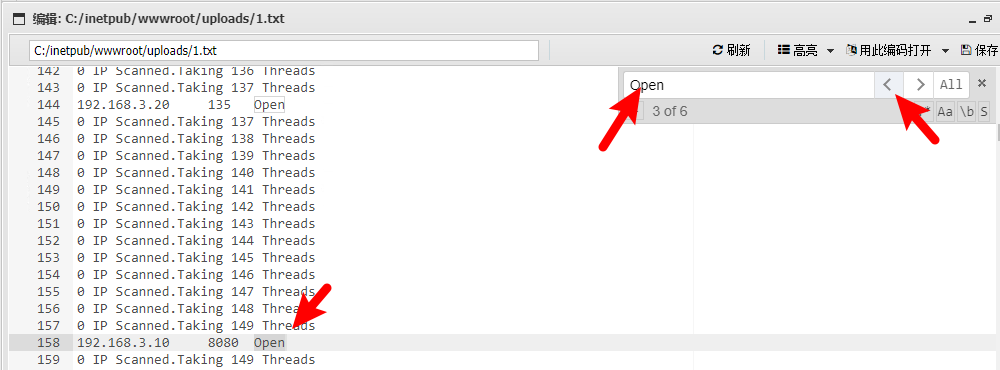 编辑: C:/inetpub/wwwroot/uploads/1.txt
C:/inetpub/wwwroot/uploads/1.txt 刷新 高亮 用此编码打开 保存
Open All
3 of 6 * Aa \b S
142 0 IP Scanned.Taking 136 Threads
143 0 IP Scanned.Taking 137 Threads
144 192.168.3.20 135 Open
145 0 IP Scanned.Taking 137 Threads
146 0 IP Scanned.Taking 138 Threads
147 0 IP Scanned.Taking 139 Threads
148 0 IP Scanned.Taking 140 Threads
149 0 IP Scanned.Taking 141 Threads
150 0 IP Scanned.Taking 142 Threads
151 0 IP Scanned.Taking 143 Threads
152 0 IP Scanned.Taking 144 Threads
153 0 IP Scanned.Taking 145 Threads
154 0 IP Scanned.Taking 146 Threads
155 0 IP Scanned.Taking 147 Threads
156 0 IP Scanned.Taking 148 Threads
157 0 IP Scanned.Taking 149 Threads
158 192.168.3.10 8080 Open
159 0 IP Scanned.Taking 149 Threads